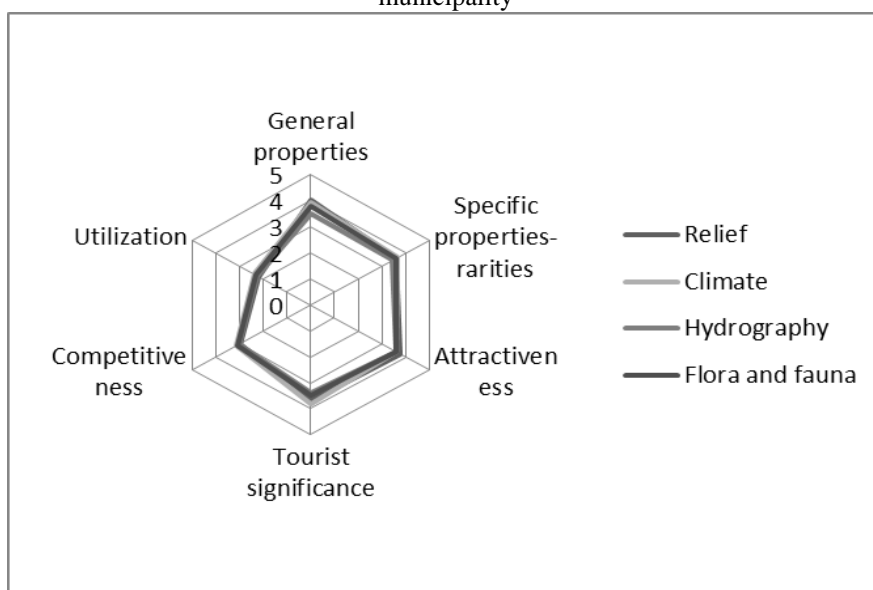 municipality
General
properties
5
4
3
2
1
0
Specific
properties-
rarities
Attractiven
ess
Tourist
significance
Competitive
ness
Utilization
Relief
Climate
Hydrography
Flora and fauna